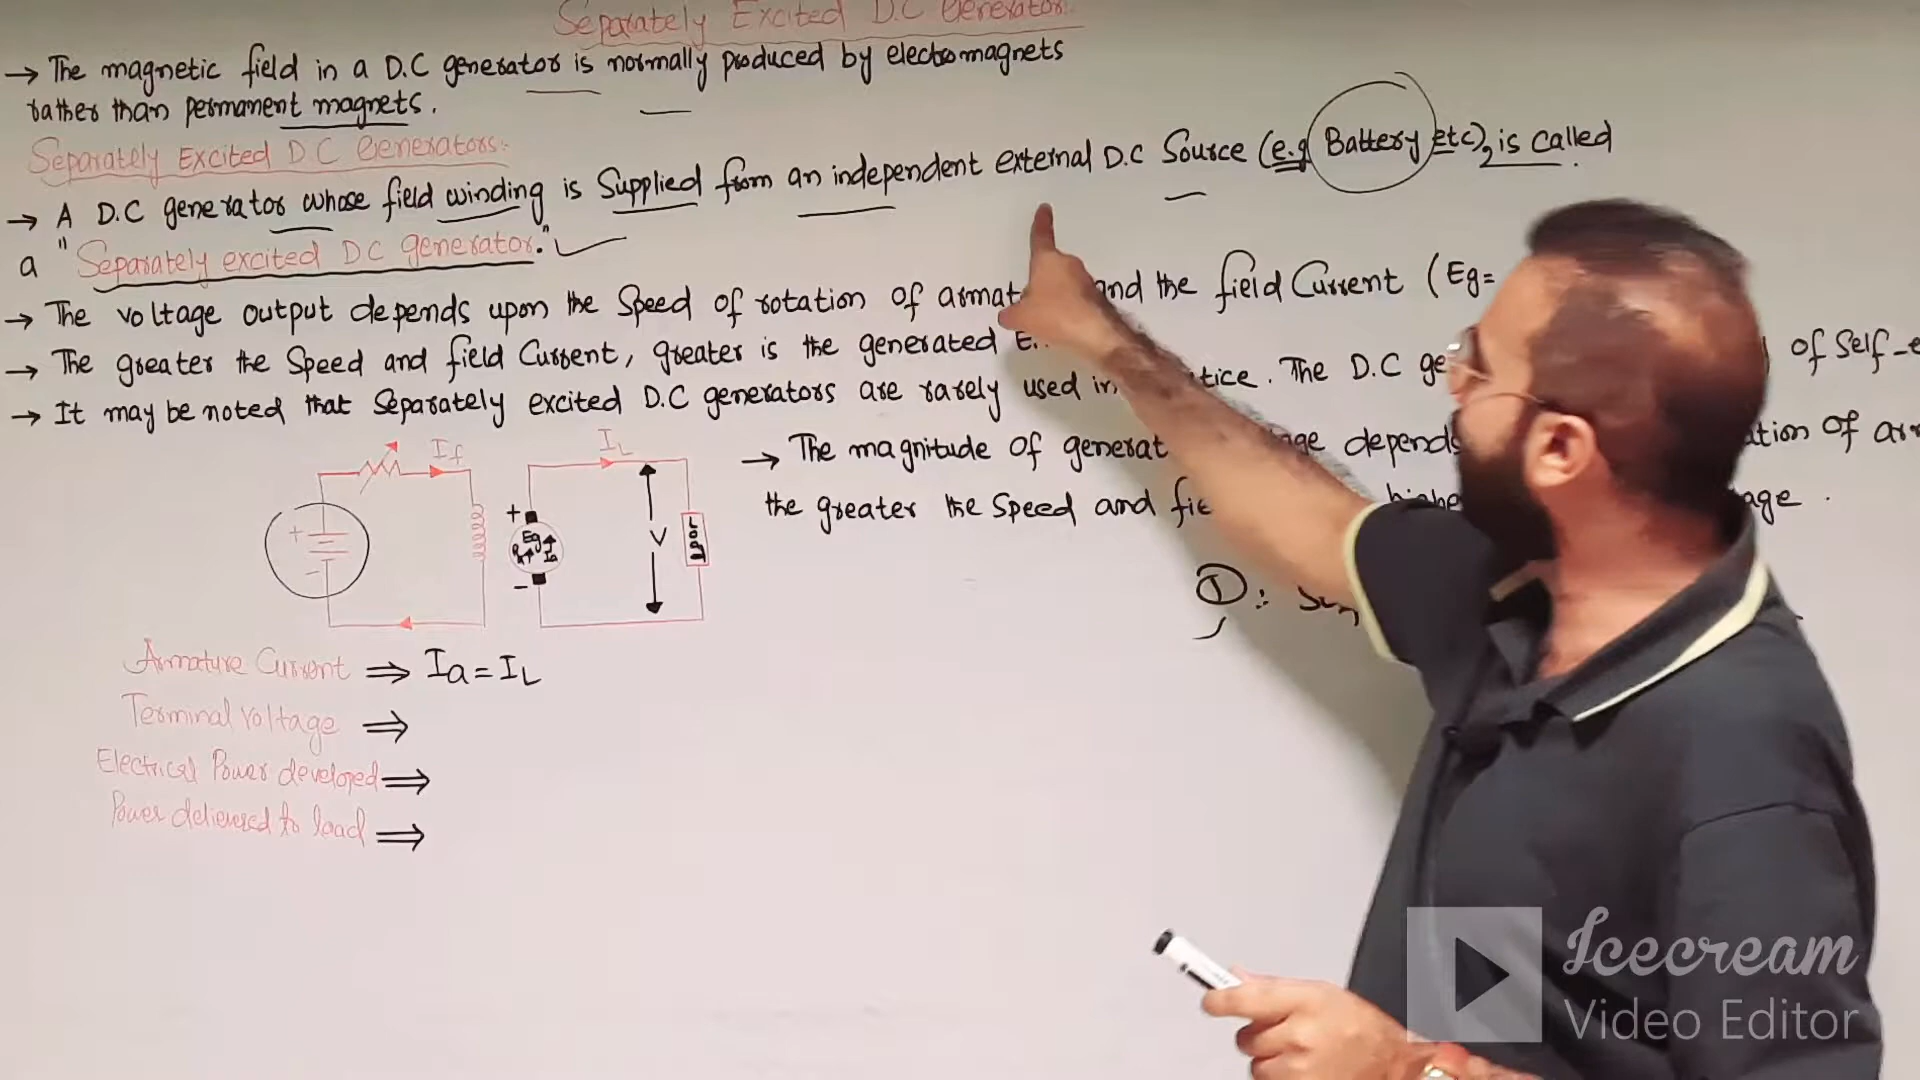 Separately Excited D.C Generator.
→ The magnetic field in a D.C generator is normally produced by electromagnets
rather than permanent magnets.
Separately Excited D C Generators:
→ A D.C generator whose field winding is Supplied from an independent external D.C Source (e.g Battery etc), is called
a "Separately excited DC generator."
→ The voltage output depends upon the Speed of rotation of armat and the field Current (Eg=
→ The greater the Speed and field Current, greater is the generated E.
→ It may be noted that Separately excited D.C generators are rarely used in tice. The D.C ge of Self-e
If
IL
→ The magnitude of generat ge depends ation of ar
the greater the Speed and fie highe age.
+
-
+
-
Eg
Ia
V
Load
①:
Armature Current ⇒ Ia = IL
Terminal voltage ⇒
Electrical Power developed ⇒
Power delievered to load ⇒
Icecream
Video Editor